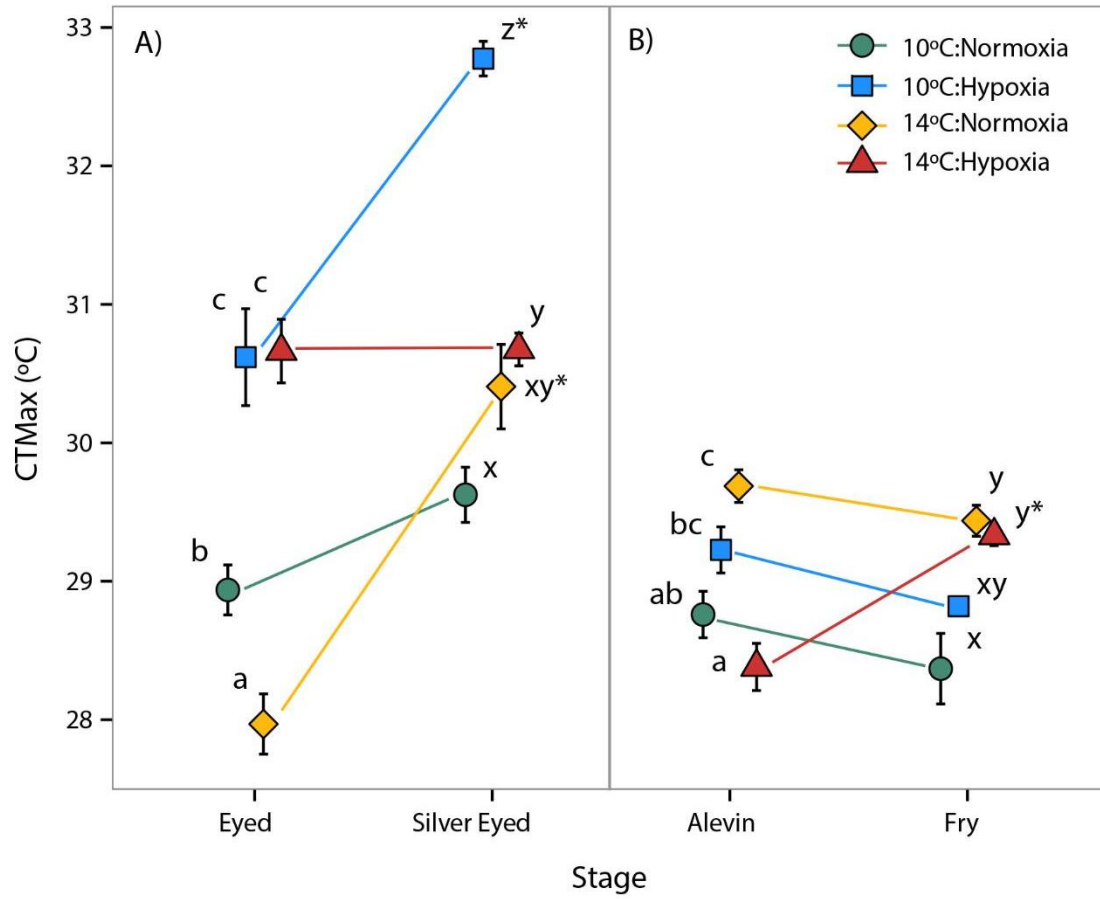 A)
B)
10ºC:Normoxia
10ºC:Hypoxia
14ºC:Normoxia
14ºC:Hypoxia
CTMax (ºC)
33
32
31
30
29
28
z*
c
c
y
xy*
x
b
a
c
bc
ab
a
y
y*
xy
x
Eyed
Silver Eyed
Alevin
Fry
Stage